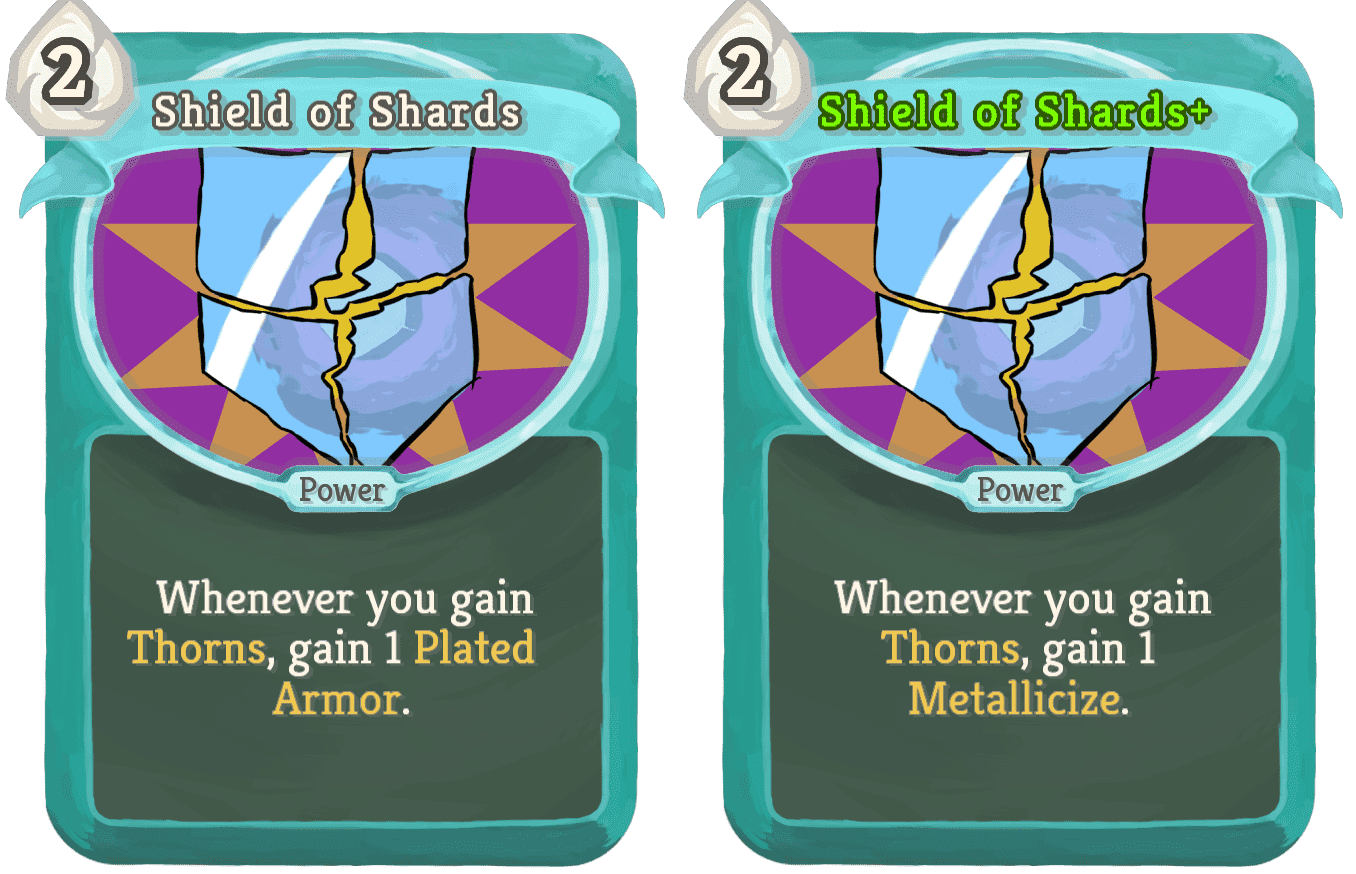 2
Shield of Shards
Power
Whenever you gain
Thorns, gain 1 Plated
Armor.
2
Shield of Shards+
Power
Whenever you gain
Thorns, gain 1
Metallicize.